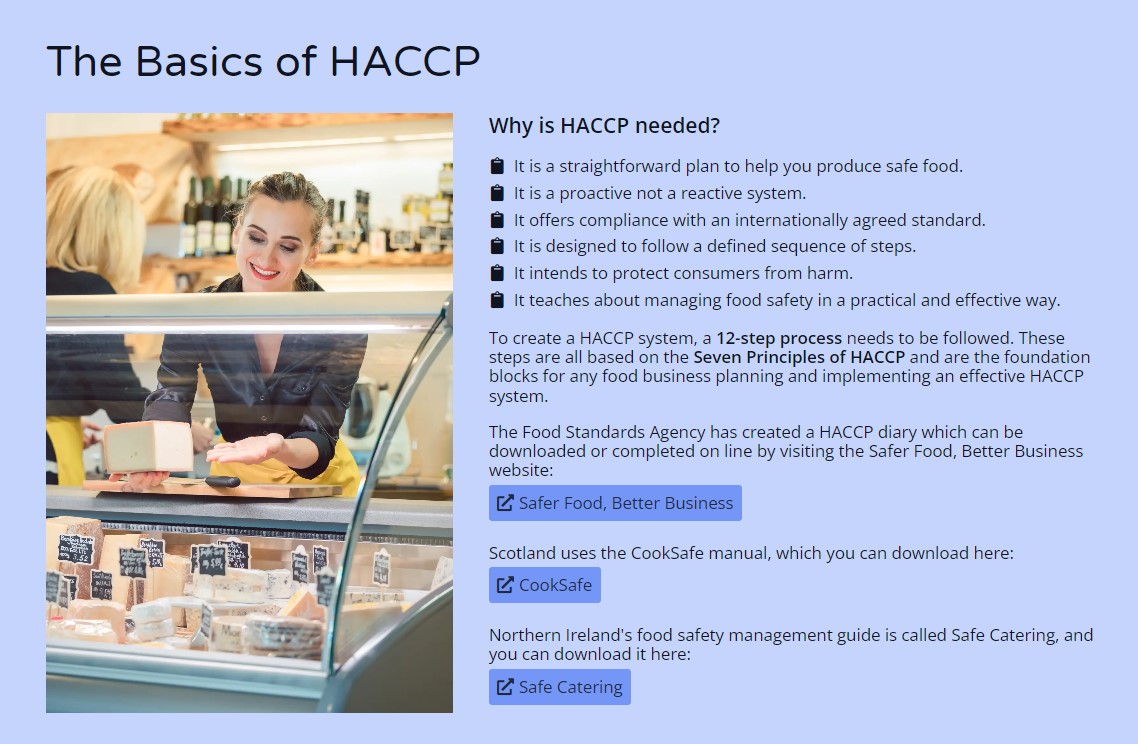 The Basics of HACCP
Why is HACCP needed?
It is a straightforward plan to help you produce safe food.
It is a proactive not a reactive system.
It offers compliance with an internationally agreed standard.
It is designed to follow a defined sequence of steps.
It intends to protect consumers from harm.
It teaches about managing food safety in a practical and effective way.
To create a HACCP system, a 12-step process needs to be followed. These
steps are all based on the Seven Principles of HACCP and are the foundation
blocks for any food business planning and implementing an effective HACCP
system.
The Food Standards Agency has created a HACCP diary which can be
downloaded or completed on line by visiting the Safer Food, Better Business
website:
Safer Food, Better Business
Scotland uses the CookSafe manual, which you can download here:
CookSafe
Northern Ireland's food safety management guide is called Safe Catering, and
you can download it here:
Safe Catering